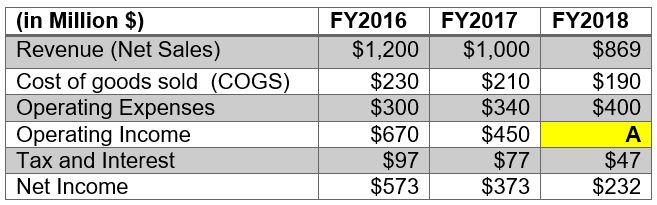 (in Million $) FY2016 FY2017 FY2018
Revenue (Net Sales) $1,200 $1,000 $869
Cost of goods sold (COGS) $230 $210 $190
Operating Expenses $300 $340 $400
Operating Income $670 $450 A
Tax and Interest $97 $77 $47
Net Income $573 $373 $232